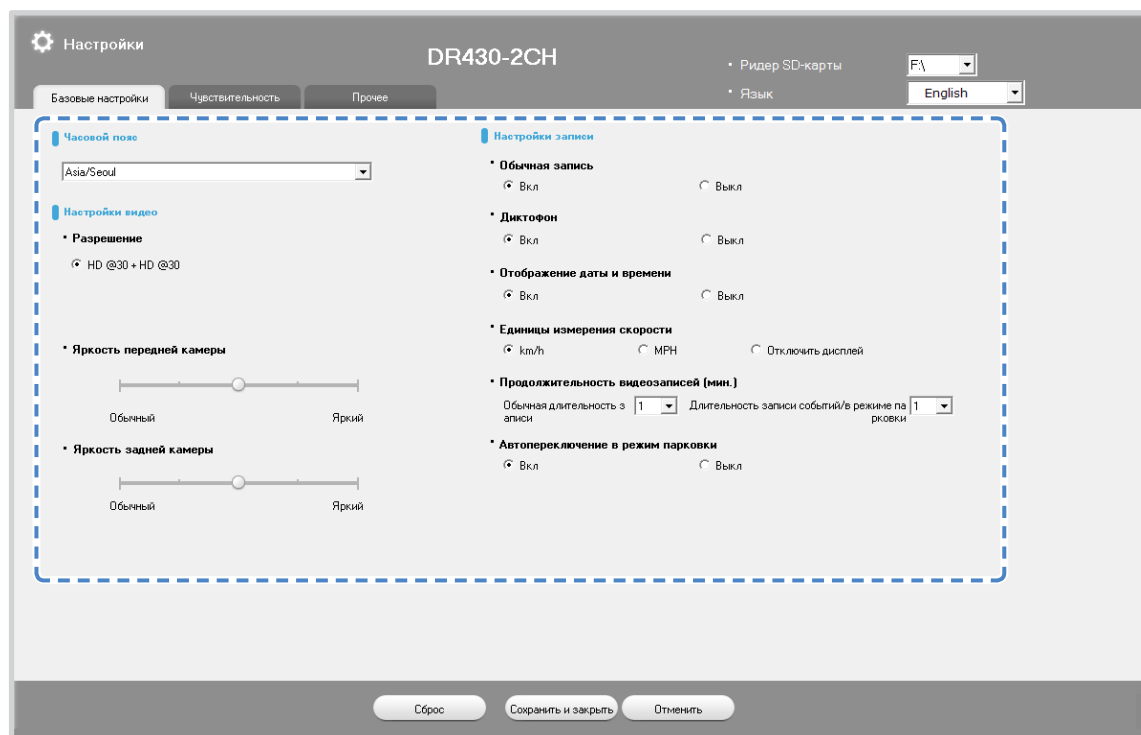 Настройки
DR430-2CH
• Ридер SD-карты F:\
• Язык English
Базовые настройки Чувствительность Прочее
Часовой пояс
Asia/Seoul
Настройки видео
• Разрешение
HD @30 + HD @30
• Яркость передней камеры
Обычный Яркий
• Яркость задней камеры
Обычный Яркий
Настройки записи
• Обычная запись
Вкл Выкл
• Диктофон
Вкл Выкл
• Отображение даты и времени
Вкл Выкл
• Единицы измерения скорости
km/h MPH Отключить дисплей
• Продолжительность видеозаписей (мин.)
Обычная длительность з 1 Длительность записи событий/в режиме па 1
аписи рковки
• Автопереключение в режим парковки
Вкл Выкл
Сброс Сохранить и закрыть Отменить